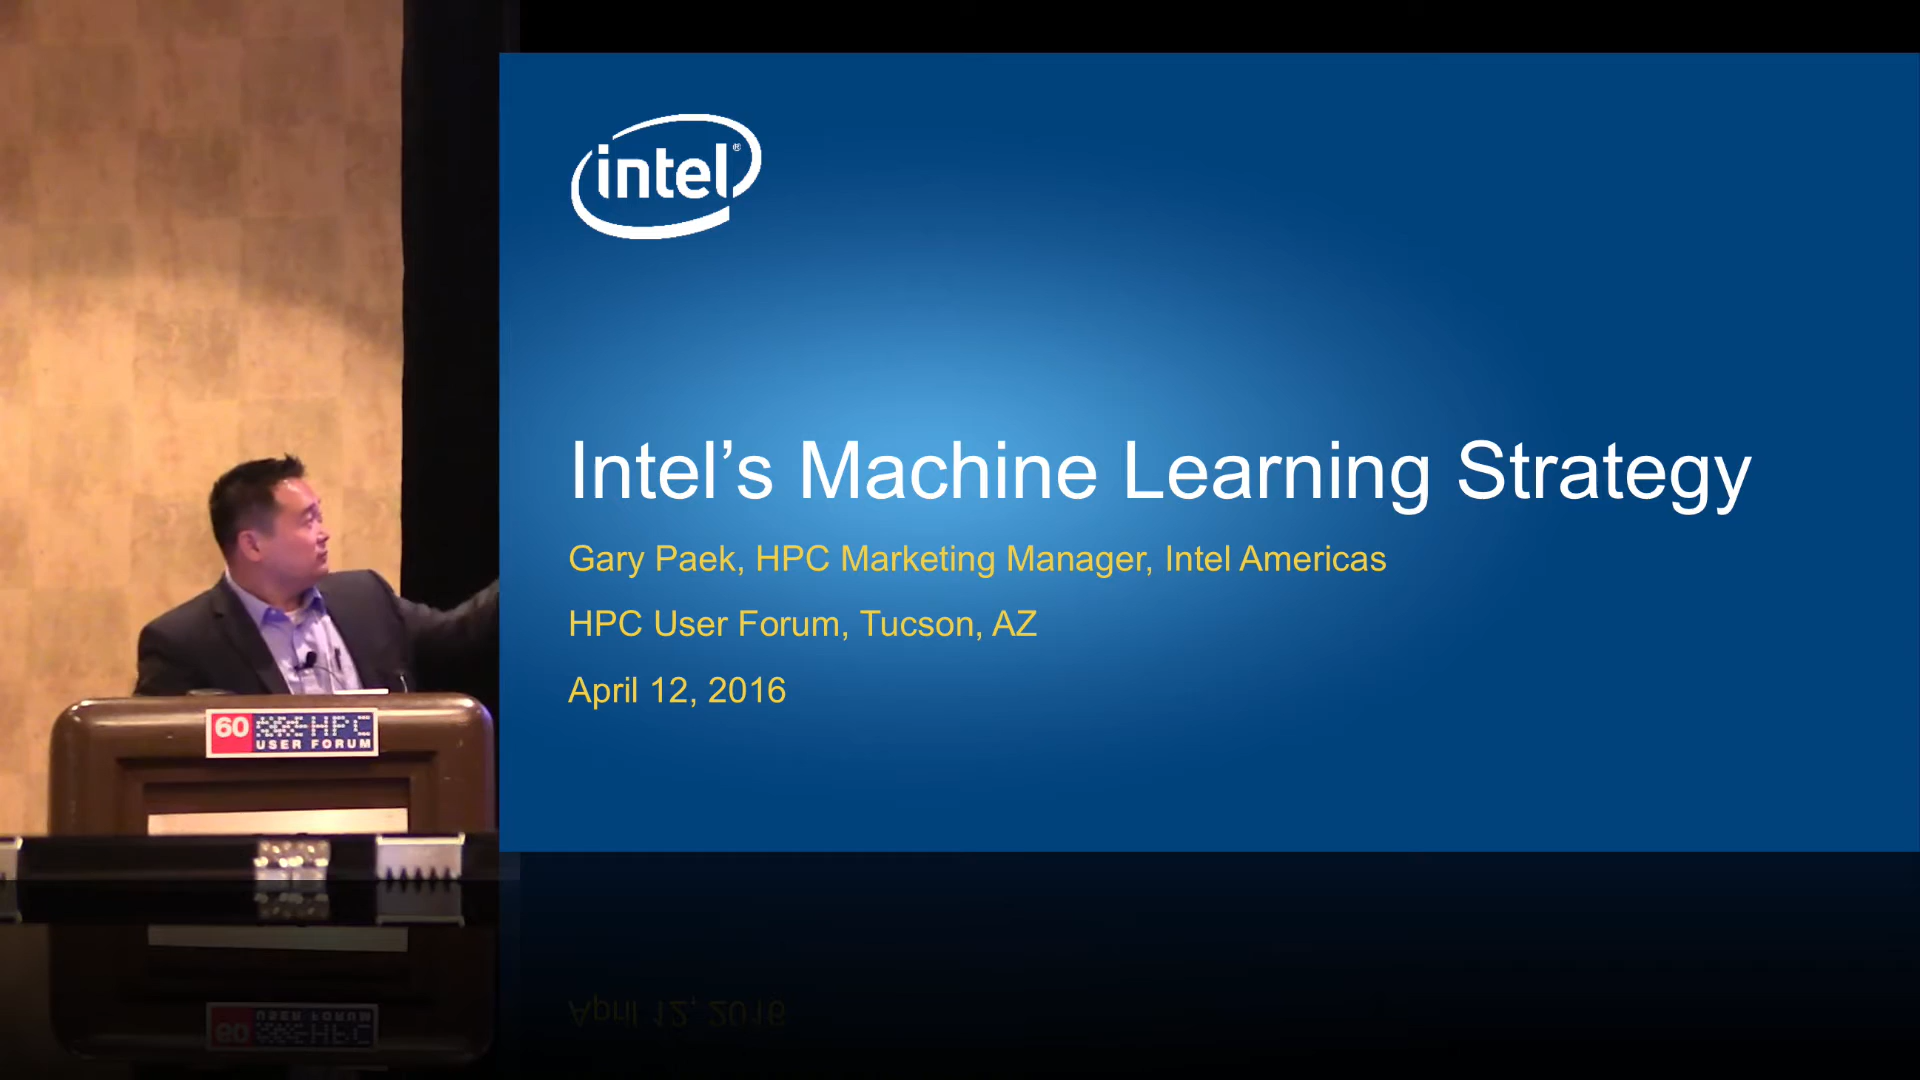 intel®
Intel's Machine Learning Strategy
Gary Paek, HPC Marketing Manager, Intel Americas
HPC User Forum, Tucson, AZ
April 12, 2016
60 HPC
USER FORUM